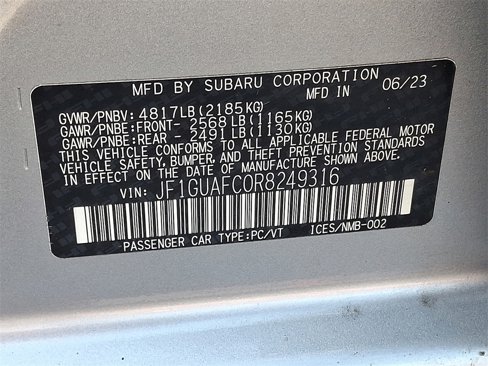 MFD BY SUBARU CORPORATION
MFD IN 06/23
GVWR/PNBV: 4817LB(2185KG)
GAWR/PNBE:FRONT- 2568LB(1165KG)
GAWR/PNBE:REAR - 2491LB(1130KG)
THIS VEHICLE CONFORMS TO ALL APPLICABLE FEDERAL MOTOR
VEHICLE SAFETY, BUMPER, AND THEFT PREVENTION STANDARDS
IN EFFECT ON THE DATE OF MANUFACTURE SHOWN ABOVE.
VIN: JF1GUAFC0R8249316
PASSENGER CAR TYPE:PC/VT ICES/NMB-002